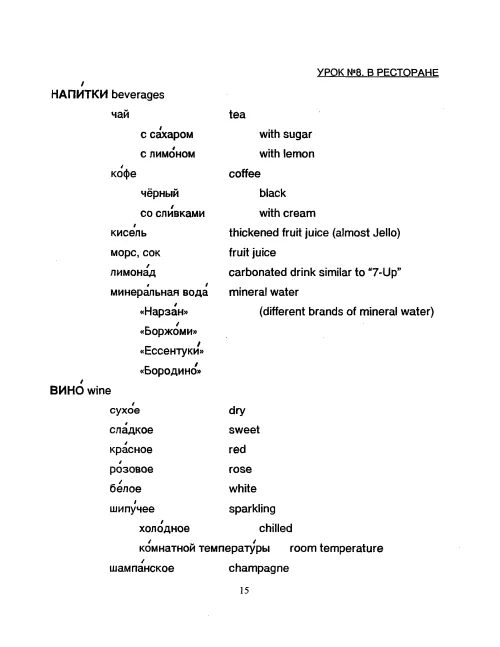 УРОК №8. В РЕСТОРАНЕ
НАПИ́ТКИ beverages
чай tea
с са́харом with sugar
с лимо́ном with lemon
ко́фе coffee
чёрный black
со сли́вками with cream
кисе́ль thickened fruit juice (almost Jello)
морс, сок fruit juice
лимона́д carbonated drink similar to "7-Up"
минера́льная вода́ mineral water
«Нарза́н» (different brands of mineral water)
«Боржо́ми»
«Ессентуки́»
«Бородино́»
ВИНО́ wine
сухо́е dry
сла́дкое sweet
кра́сное red
ро́зовое rose
бе́лое white
шипу́чее sparkling
холо́дное chilled
ко́мнатной температу́ры room temperature
шампа́нское champagne
15